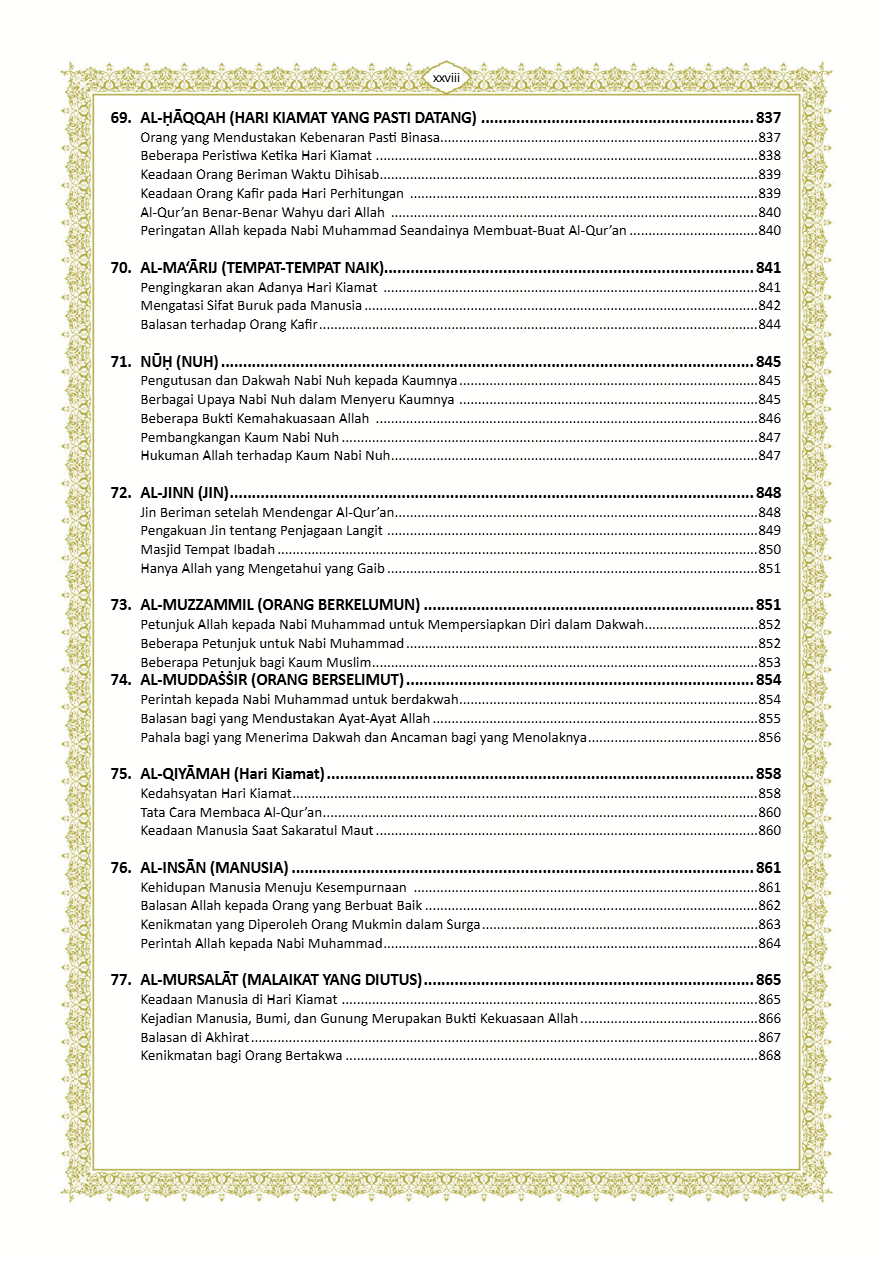 xxviii
69. AL-ḤĀQQAH (HARI KIAMAT YANG PASTI DATANG) ........ 837
Orang yang Mendustakan Kebenaran Pasti Binasa........837
Beberapa Peristiwa Ketika Hari Kiamat ........838
Keadaan Orang Beriman Waktu Dihisab........839
Keadaan Orang Kafir pada Hari Perhitungan ........839
Al-Qur’an Benar-Benar Wahyu dari Allah ........840
Peringatan Allah kepada Nabi Muhammad Seandainya Membuat-Buat Al-Qur’an ........840
70. AL-MA‘ĀRIJ (TEMPAT-TEMPAT NAIK)........ 841
Pengingkaran akan Adanya Hari Kiamat ........841
Mengatasi Sifat Buruk pada Manusia ........842
Balasan terhadap Orang Kafir........844
71. NŪḤ (NUH) ........ 845
Pengutusan dan Dakwah Nabi Nuh kepada Kaumnya........845
Berbagai Upaya Nabi Nuh dalam Menyeru Kaumnya ........845
Beberapa Bukti Kemahakuasaan Allah ........846
Pembangkangan Kaum Nabi Nuh ........847
Hukuman Allah terhadap Kaum Nabi Nuh........847
72. AL-JINN (JIN)........ 848
Jin Beriman setelah Mendengar Al-Qur’an........848
Pengakuan Jin tentang Penjagaan Langit ........849
Masjid Tempat Ibadah ........850
Hanya Allah yang Mengetahui yang Gaib ........851
73. AL-MUZZAMMIL (ORANG BERKELUMUN) ........ 851
Petunjuk Allah kepada Nabi Muhammad untuk Mempersiapkan Diri dalam Dakwah........852
Beberapa Petunjuk untuk Nabi Muhammad ........852
Beberapa Petunjuk bagi Kaum Muslim........853
74. AL-MUDDAṠṠIR (ORANG BERSELIMUT) ........ 854
Perintah kepada Nabi Muhammad untuk berdakwah........854
Balasan bagi yang Mendustakan Ayat-Ayat Allah ........855
Pahala bagi yang Menerima Dakwah dan Ancaman bagi yang Menolaknya........856
75. AL-QIYĀMAH (Hari Kiamat) ........ 858
Kedahsyatan Hari Kiamat........858
Tata Cara Membaca Al-Qur’an........860
Keadaan Manusia Saat Sakaratul Maut ........860
76. AL-INSĀN (MANUSIA) ........ 861
Kehidupan Manusia Menuju Kesempurnaan ........861
Balasan Allah kepada Orang yang Berbuat Baik ........862
Kenikmatan yang Diperoleh Orang Mukmin dalam Surga........863
Perintah Allah kepada Nabi Muhammad........864
77. AL-MURSALĀT (MALAIKAT YANG DIUTUS)........ 865
Keadaan Manusia di Hari Kiamat ........865
Kejadian Manusia, Bumi, dan Gunung Merupakan Bukti Kekuasaan Allah ........866
Balasan di Akhirat........867
Kenikmatan bagi Orang Bertakwa ........868